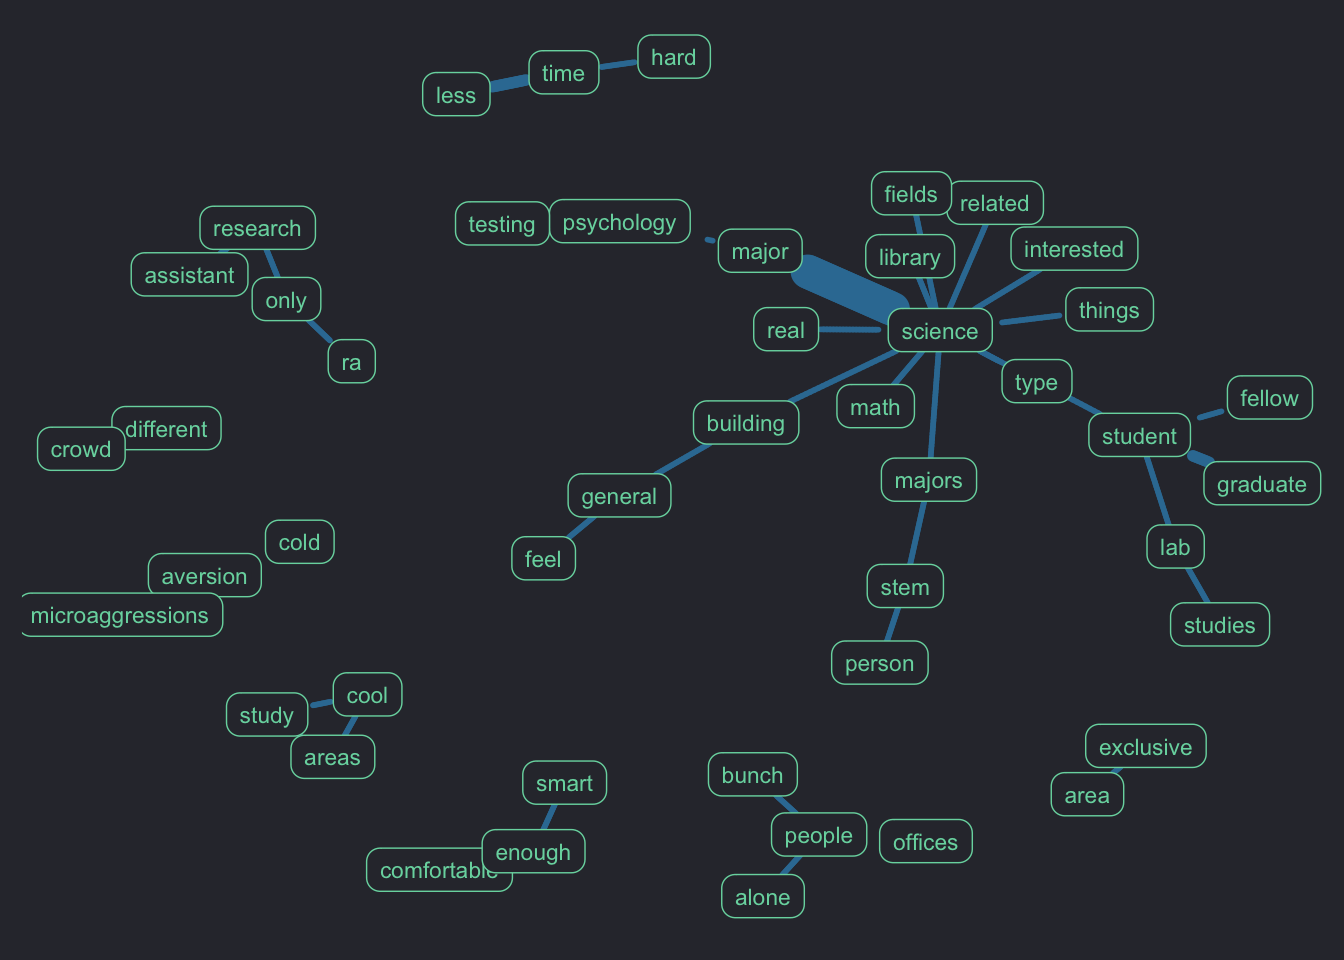 hard
time
less
fields
related
research
testing
psychology
major
library
interested
assistant
only
things
real
science
ra
type
fellow
math
building
different
crowd
student
majors
graduate
general
cold
lab
feel
aversion
stem
microaggressions
studies
person
cool
study
areas
exclusive
bunch
smart
area
people
offices
enough
comfortable
alone